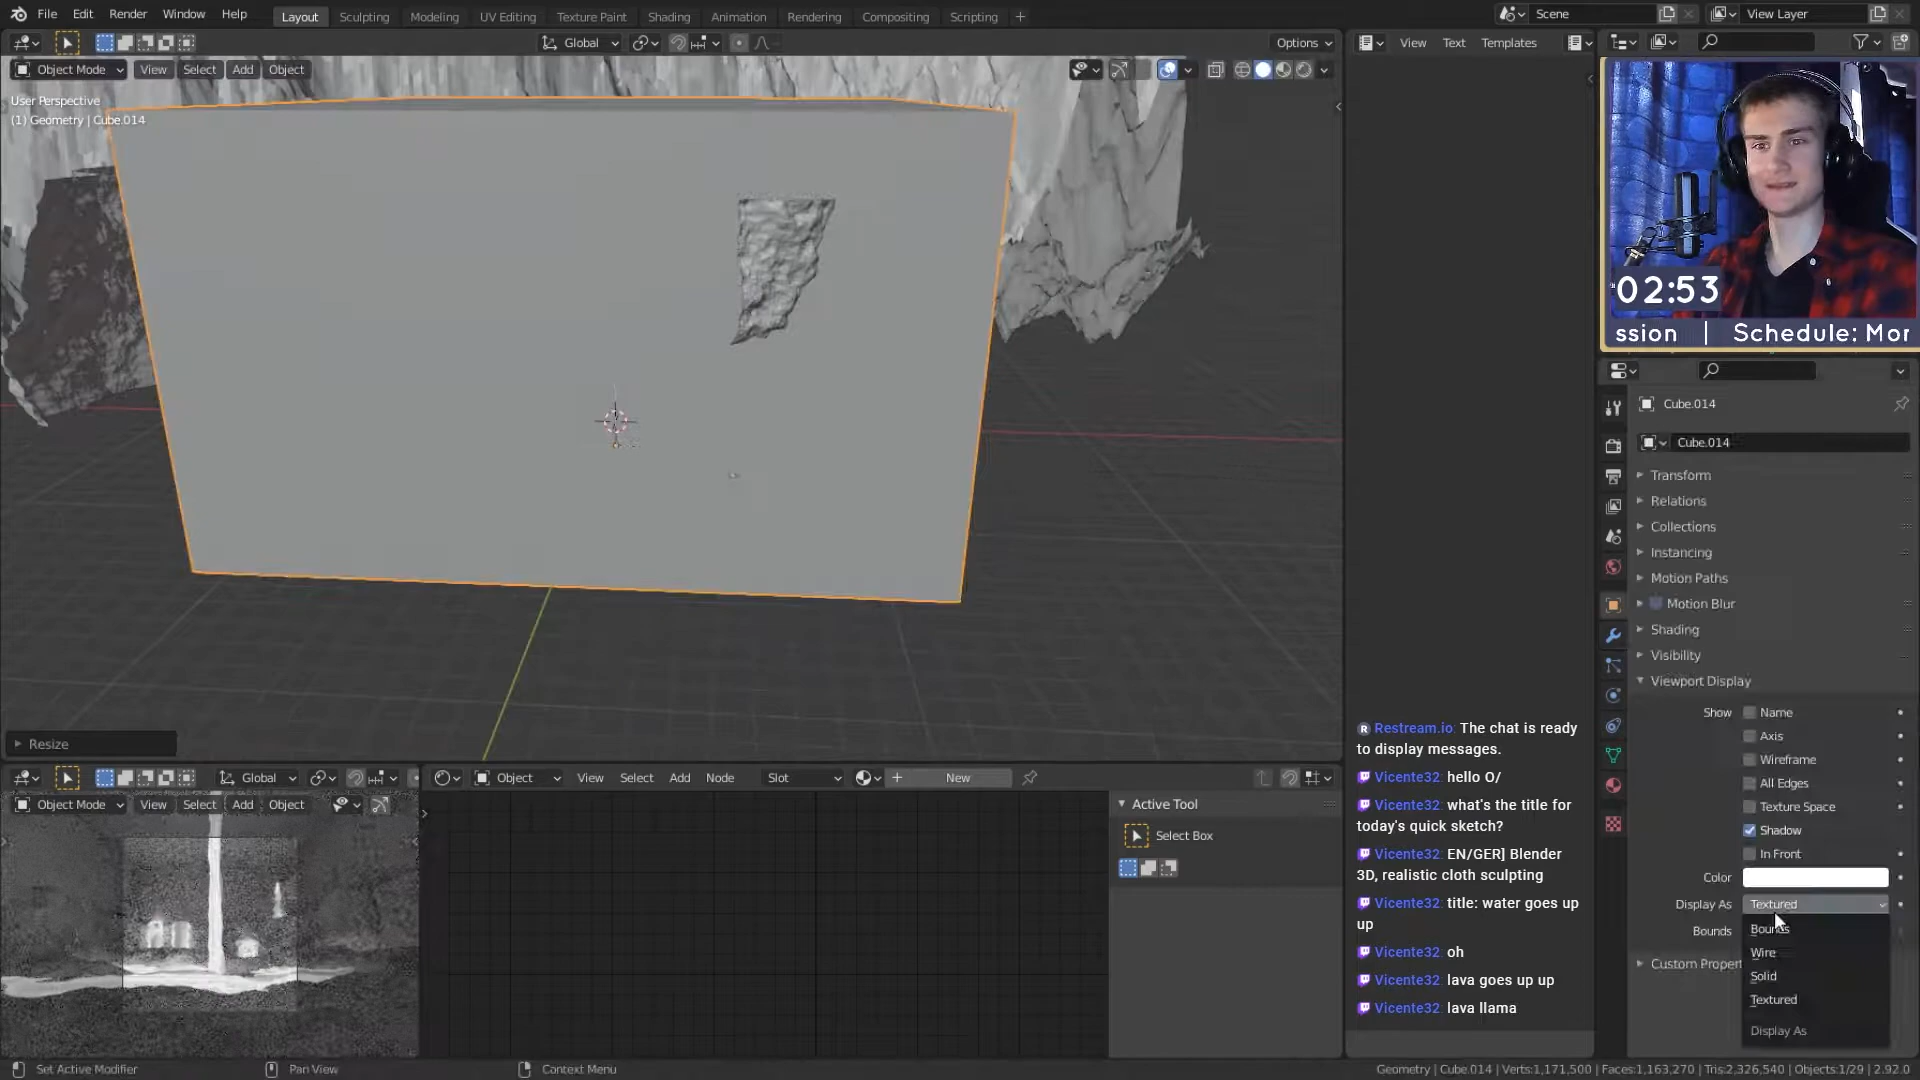 File Edit Render Window Help Layout Sculpting Modeling UV Editing Texture Paint Shading Animation Rendering Compositing Scripting + Scene View Layer
Global Options View Text Templates
Object Mode View Select Add Object
User Perspective
(1) Geometry | Cube.014
02:53
ssion | Schedule: Mor
Cube.014
Cube.014
Transform
Relations
Collections
Instancing
Motion Paths
Motion Blur
Shading
Visibility
Viewport Display
Show Name
Axis
Wireframe
All Edges
Texture Space
Shadow
In Front
Color
Display As Textured
Bounds
Bounds
Wire
Custom Propert
Solid
Textured
Display As
Resize
Restream.io: The chat is ready
to display messages.
Vicente32: hello O/
Vicente32: what's the title for
today's quick sketch?
Vicente32: EN/GER] Blender
3D, realistic cloth sculpting
Vicente32: title: water goes up
up
Vicente32: oh
Vicente32: lava goes up up
Vicente32: lava llama
Global Object View Select Add Node Slot + New
Object Mode View Select Add Object
Active Tool
Select Box
Set Active Modifier Pan View Context Menu Geometry | Cube.014 | Verts:1,171,500 | Faces:1,163,270 | Tris:2,326,540 | Objects:1/29 | 2.92.0